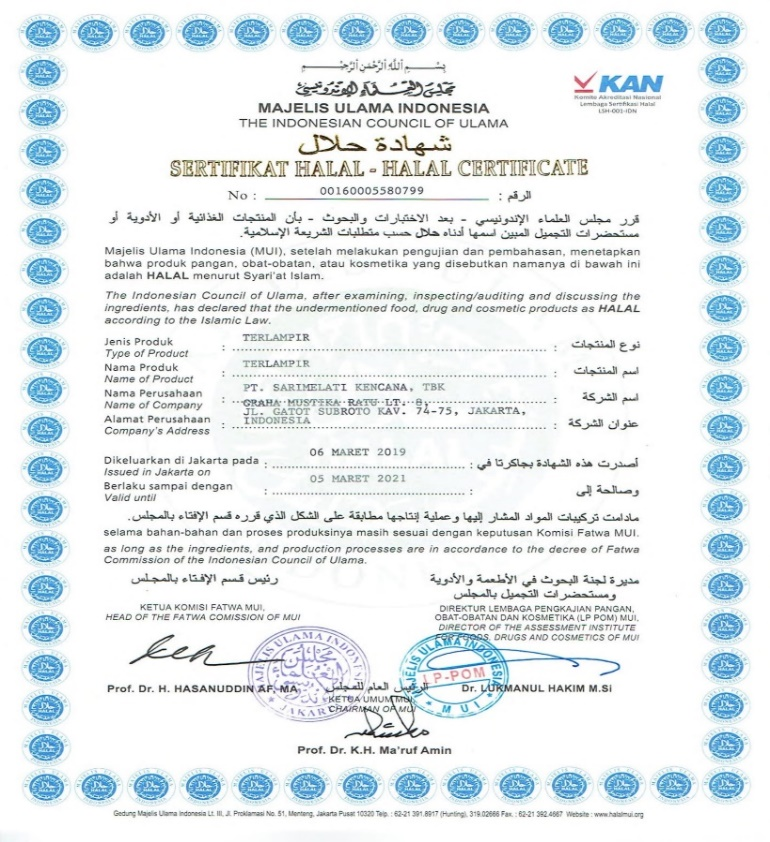 بِسْمِ اللهِ الرَّحْمٰنِ الرَّحِيْمِ
مجلس العلماء الإندونيسي
KAN
Komite Akreditasi Nasional
Lembaga Sertifikasi Halal
LSH-001-IDN
MAJELIS ULAMA INDONESIA
THE INDONESIAN COUNCIL OF ULAMA
شهادة حلال
SERTIFIKAT HALAL - HALAL CERTIFICATE
No : 00160005580799 : الرقم
قرر مجلس العلماء الإندونيسي - بعد الاختبارات والبحوث - بأن المنتجات الغذائية أو الأدوية أو
مستحضرات التجميل المبين اسمها أدناه حلال حسب متطلبات الشريعة الإسلامية.
Majelis Ulama Indonesia (MUI), setelah melakukan pengujian dan pembahasan, menetapkan
bahwa produk pangan, obat-obatan, atau kosmetika yang disebutkan namanya di bawah ini
adalah HALAL menurut Syari'at Islam.
The Indonesian Council of Ulama, after examining, inspecting/auditing and discussing the
ingredients, has declared that the undermentioned food, drug and cosmetic products as HALAL
according to the Islamic Law.
Jenis Produk : TERLAMPIR : نوع المنتجات
Type of Product
Nama Produk : TERLAMPIR : اسم المنتجات
Name of Product
Nama Perusahaan : PT. SARIMELATI KENCANA, TBK : اسم الشركة
Name of Company
GRAHA MUSTIKA RATU LT. 8,
Alamat Perusahaan : JL. GATOT SUBROTO KAV. 74-75, JAKARTA, : عنوان الشركة
Company's Address INDONESIA
Dikeluarkan di Jakarta pada : 06 MARET 2019 : أصدرت هذه الشهادة بجاكرتا في
Issued in Jakarta on
Berlaku sampai dengan : 05 MARET 2021 : وصالحة إلى
Valid until
مادامت تركيبات المواد المشار إليها وعملية إنتاجها مطابقة على الشكل الذي قرره قسم الإفتاء بالمجلس.
selama bahan-bahan dan proses produksinya masih sesuai dengan keputusan Komisi Fatwa MUI.
as long as the ingredients, and production processes are in accordance to the decree of Fatwa
Commission of the Indonesian Council of Ulama.
رئيس قسم الإفتاء بالمجلس
KETUA KOMISI FATWA MUI,
HEAD OF THE FATWA COMISSION OF MUI
Prof. Dr. H. HASANUDDIN AF, MA
مديرة لجنة البحوث في الأطعمة والأدوية
ومستحضرات التجميل بالمجلس
DIREKTUR LEMBAGA PENGKAJIAN PANGAN,
OBAT-OBATAN DAN KOSMETIKA (LP POM) MUI,
DIRECTOR OF THE ASSESSMENT INSTITUTE
FOR FOODS, DRUGS AND COSMETICS OF MUI
Dr. LUKMANUL HAKIM M.Si
MAJELIS ULAMA INDONESIA
JAKARTA
MAJELIS ULAMA INDONESIA
LP-POM
MUI
الرئيس العام للمجلس
KETUA UMUM MUI
CHAIRMAN OF MUI
Prof. Dr. K.H. Ma'ruf Amin
Gedung Majelis Ulama Indonesia Lt. III, Jl. Proklamasi No. 51, Menteng, Jakarta Pusat 10320 Telp. : 62-21 391.8917 (Hunting), 319.02666 Fax. : 62-21 392.4667 Website : www.halalmui.org